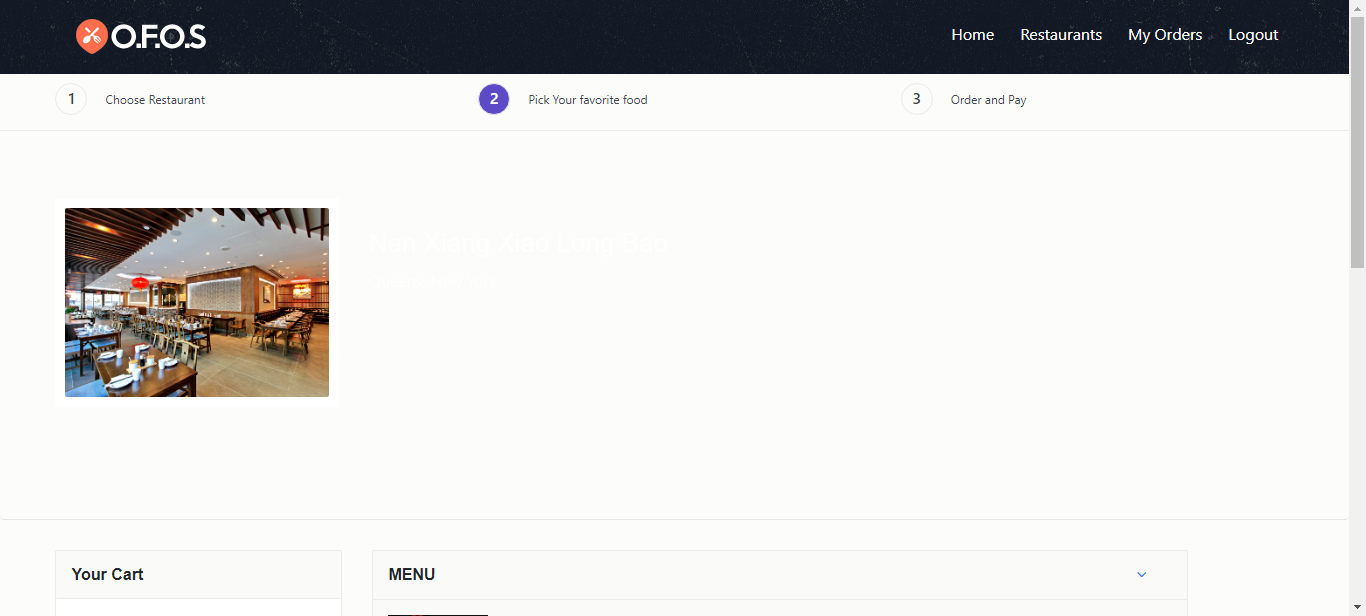 O.F.O.S
Home Restaurants My Orders Logout
1 Choose Restaurant
2 Pick Your favorite food
3 Order and Pay
Nan Xiang Xiao Long Bao
Your Cart
MENU